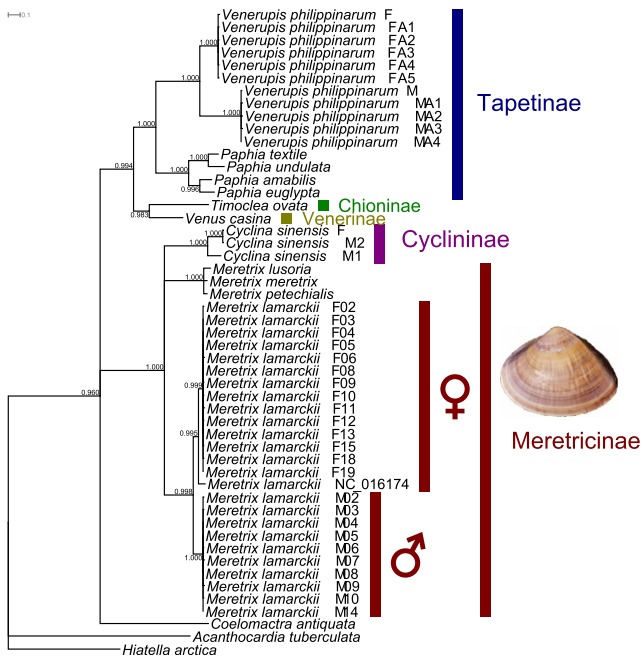 0.1
Venerupis philippinarum F
Venerupis philippinarum FA1
Venerupis philippinarum FA2
1.000
Venerupis philippinarum FA3
Venerupis philippinarum FA4
Venerupis philippinarum FA5
1.000
Venerupis philippinarum M
Venerupis philippinarum MA1
Tapetinae
1.000
Venerupis philippinarum MA2
Venerupis philippinarum MA3
1.000
Venerupis philippinarum MA4
1.000
Paphia textile
0.994
Paphia undulata
1.000
Paphia amabilis
0.996
Paphia euglypta
Timoclea ovata
Chioninae
0.983
Venus casina
Venerinae
1.000
Cyclina sinensis F
1.000
Cyclina sinensis M2
Cyclininae
Cyclina sinensis M1
Meretrix lusoria
1.000
Meretrix meretrix
Meretrix petechialis
Meretrix lamarckii F02
Meretrix lamarckii F03
Meretrix lamarckii F04
Meretrix lamarckii F05
1.000
Meretrix lamarckii F06
Meretrix lamarckii F08
0.999
Meretrix lamarckii F09
0.960
Meretrix lamarckii F10
♀
Meretrix lamarckii F11
Meretrix lamarckii F12
0.995
Meretrix lamarckii F13
Meretricinae
Meretrix lamarckii F15
Meretrix lamarckii F18
Meretrix lamarckii F19
Meretrix lamarckii NC_016174
0.998
Meretrix lamarckii M02
Meretrix lamarckii M03
Meretrix lamarckii M04
Meretrix lamarckii M05
Meretrix lamarckii M06
♂
1.000
Meretrix lamarckii M07
Meretrix lamarckii M08
Meretrix lamarckii M09
Meretrix lamarckii M10
Meretrix lamarckii M14
Coelomactra antiquata
Acanthocardia tuberculata
Hiatella arctica